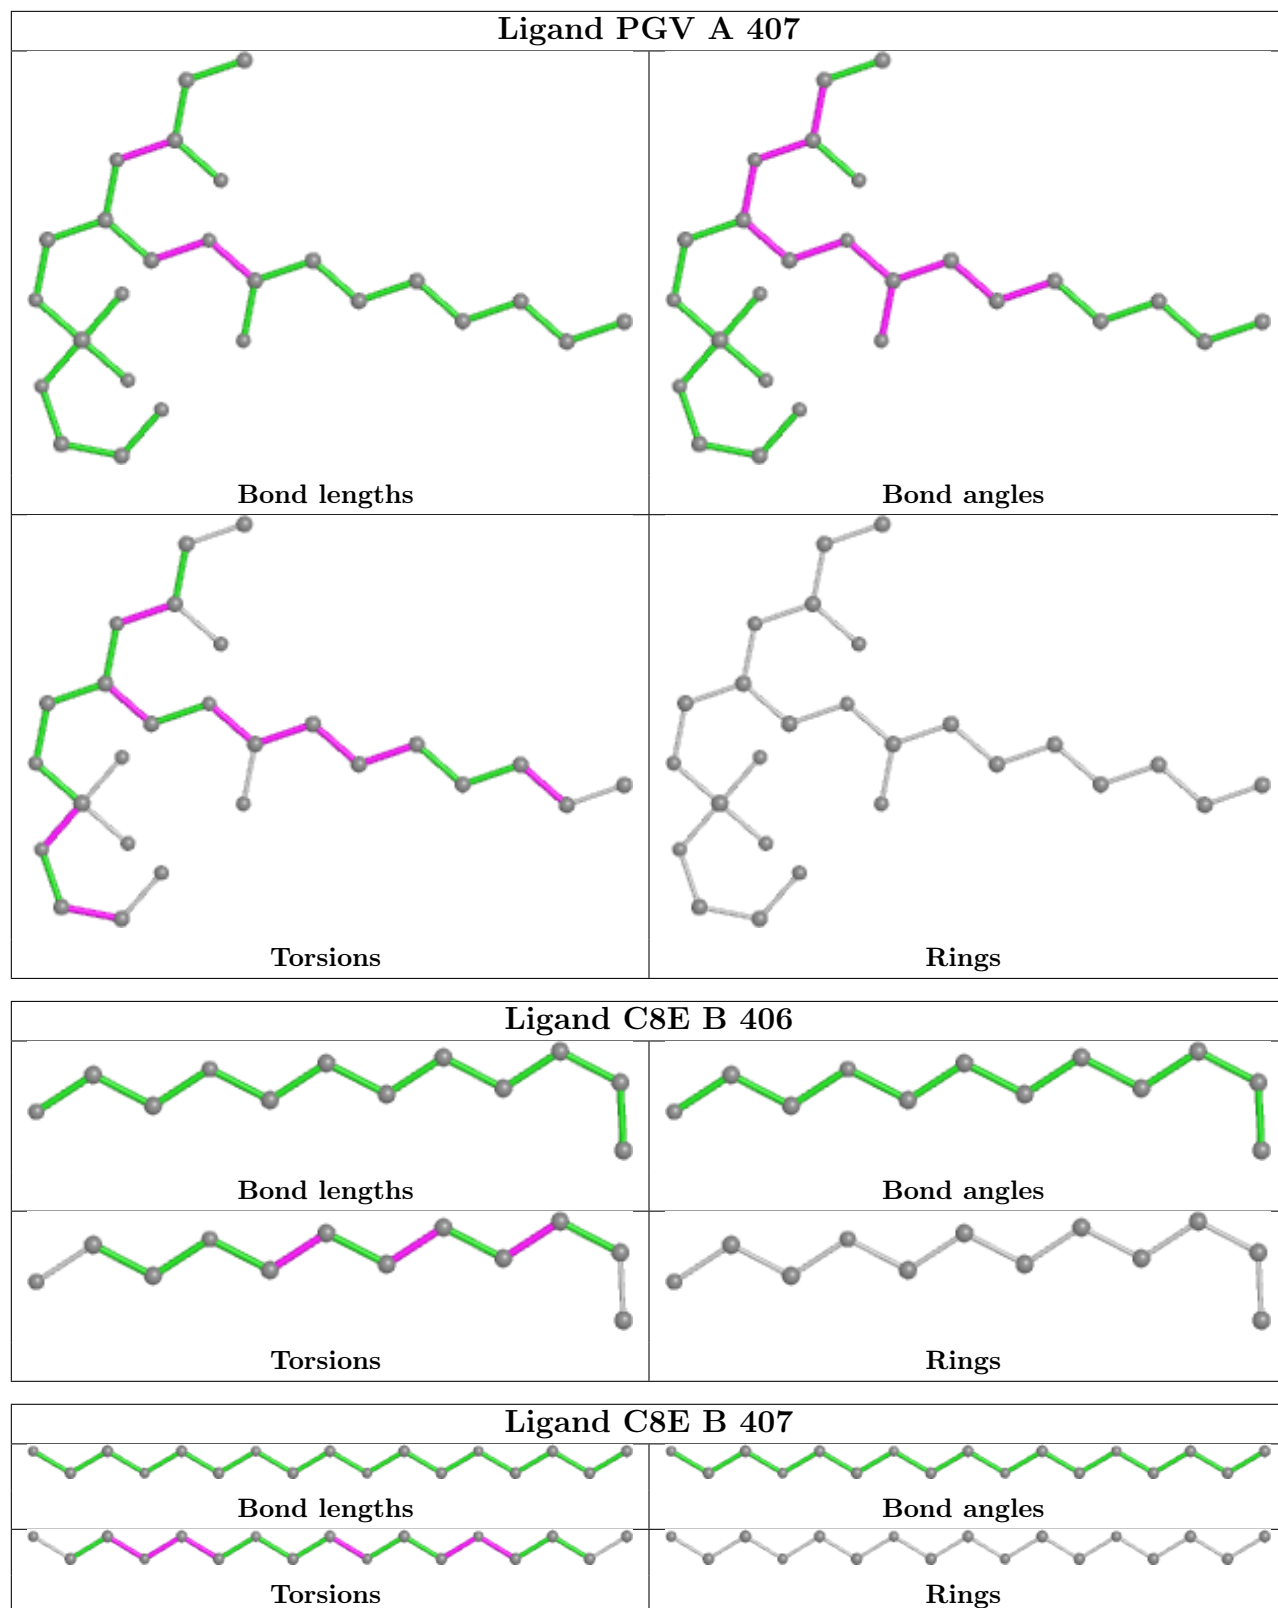 Ligand PGV A 407
Bond lengths
Bond angles
Torsions
Rings
Ligand C8E B 406
Bond lengths
Bond angles
Torsions
Rings
Ligand C8E B 407
Bond lengths
Bond angles
Torsions
Rings